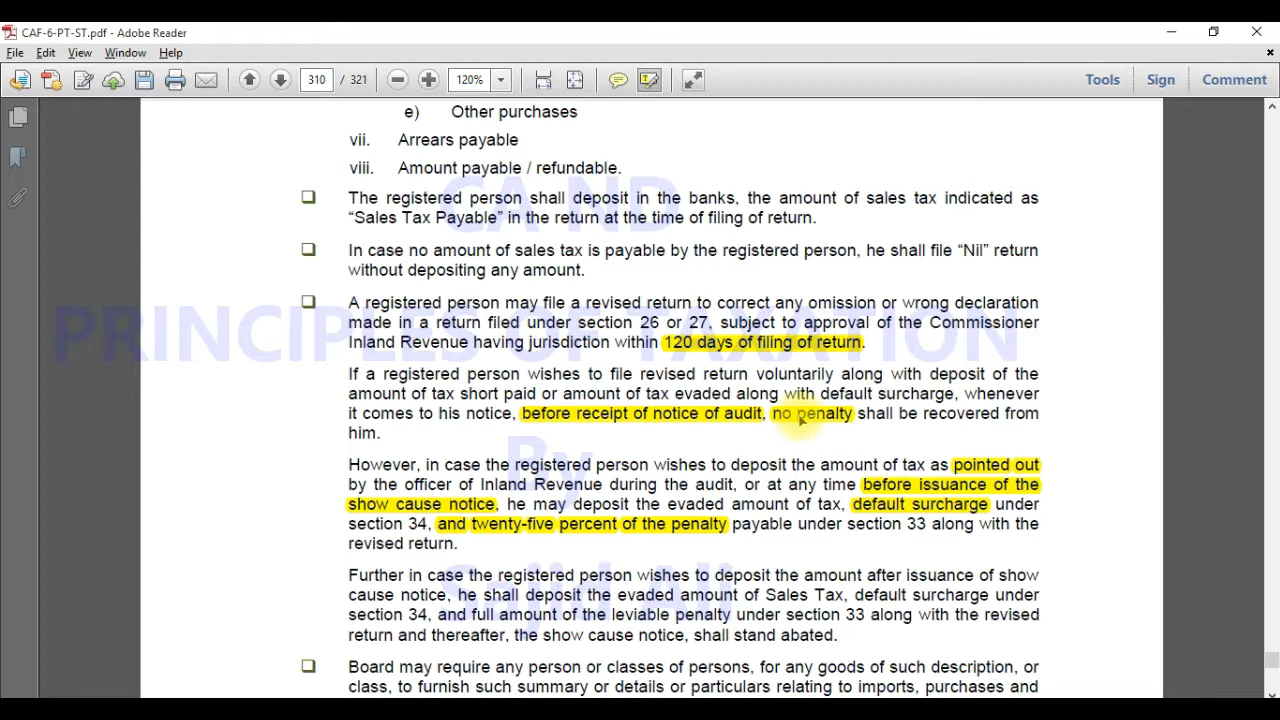 CAF-6-PT-ST.pdf - Adobe Reader
File Edit View Window Help
310 / 321 120% Tools Sign Comment
e) Other purchases
vii. Arrears payable
viii. Amount payable / refundable.
The registered person shall deposit in the banks, the amount of sales tax indicated as
“Sales Tax Payable” in the return at the time of filing of return.
In case no amount of sales tax is payable by the registered person, he shall file “Nil” return
without depositing any amount.
A registered person may file a revised return to correct any omission or wrong declaration
made in a return filed under section 26 or 27, subject to approval of the Commissioner
Inland Revenue having jurisdiction within 120 days of filing of return.
If a registered person wishes to file revised return voluntarily along with deposit of the
amount of tax short paid or amount of tax evaded along with default surcharge, whenever
it comes to his notice, before receipt of notice of audit, no penalty shall be recovered from
him.
However, in case the registered person wishes to deposit the amount of tax as pointed out
by the officer of Inland Revenue during the audit, or at any time before issuance of the
show cause notice, he may deposit the evaded amount of tax, default surcharge under
section 34, and twenty-five percent of the penalty payable under section 33 along with the
revised return.
Further in case the registered person wishes to deposit the amount after issuance of show
cause notice, he shall deposit the evaded amount of Sales Tax, default surcharge under
section 34, and full amount of the leviable penalty under section 33 along with the revised
return and thereafter, the show cause notice, shall stand abated.
Board may require any person or classes of persons, for any goods of such description, or
class, to furnish such summary or details or particulars relating to imports, purchases and
CA ND
PRINCIPLES OF TAXATION
By
Sajid Ali